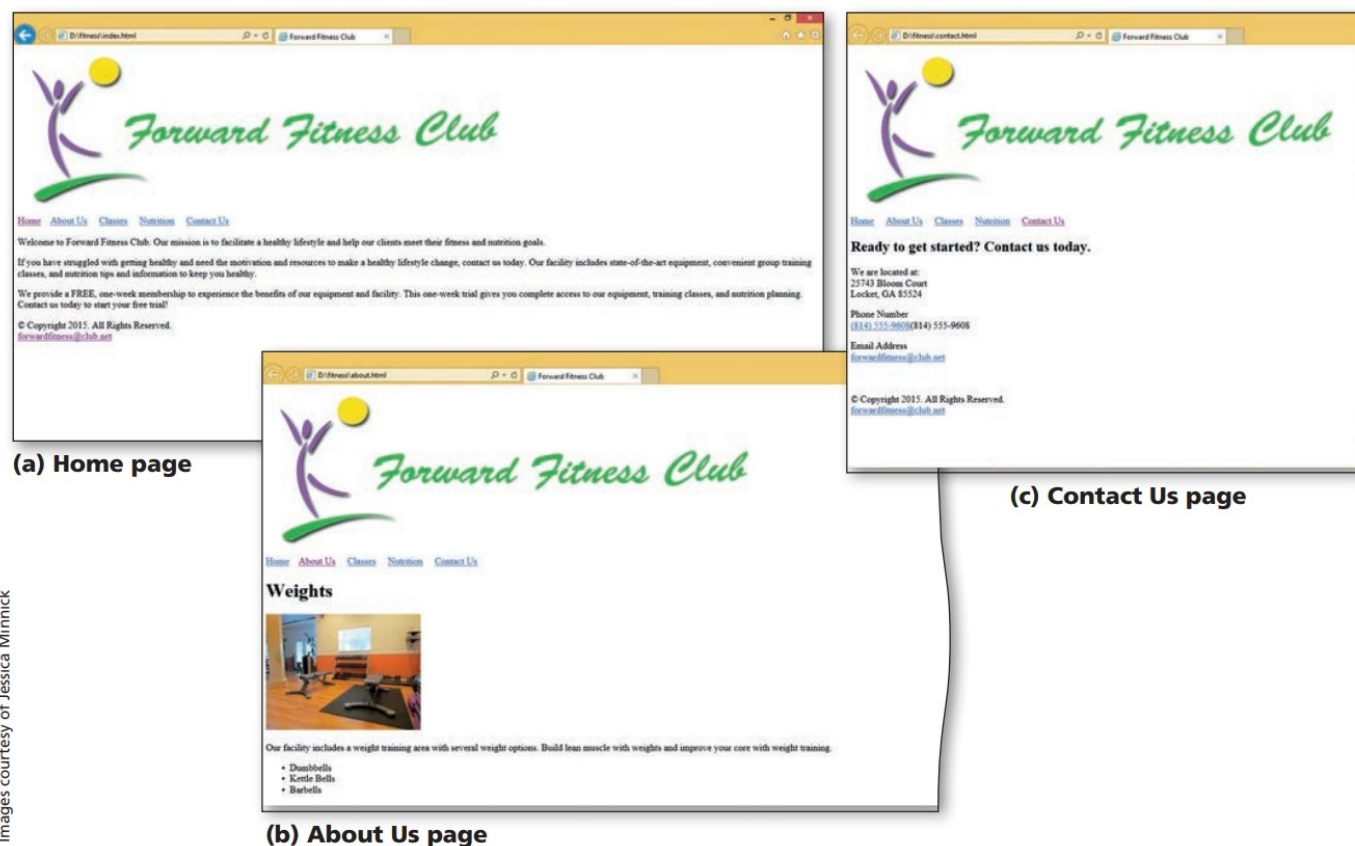 D:\fitness\index.html
Forward Fitness Club
Forward Fitness Club
Home About Us Classes Nutrition Contact Us
Welcome to Forward Fitness Club. Our mission is to facilitate a healthy lifestyle and help our clients meet their fitness and nutrition goals.
If you have struggled with getting healthy and need the motivation and resources to make a healthy lifestyle change, contact us today. Our facility includes state-of-the-art equipment, convenient group training
classes, and nutrition tips and information to keep you healthy.
We provide a FREE, one-week membership to experience the benefits of our equipment and facility. This one-week trial gives you complete access to our equipment, training classes, and nutrition planning.
Contact us today to start your free trial!
© Copyright 2015. All Rights Reserved.
forwardfitness@club.net
(a) Home page
D:\fitness\about.html
Forward Fitness Club
Forward Fitness Club
Home About Us Classes Nutrition Contact Us
Weights
Our facility includes a weight training area with several weight options. Build lean muscle with weights and improve your core with weight training.
• Dumbbells
• Kettle Bells
• Barbells
(b) About Us page
D:\fitness\contact.html
Forward Fitness Club
Forward Fitness Club
Home About Us Classes Nutrition Contact Us
Ready to get started? Contact us today.
We are located at:
25743 Bloom Court
Locket, GA 85524
Phone Number
(814) 555-9608(814) 555-9608
Email Address
forwardfitness@club.net
© Copyright 2015. All Rights Reserved.
forwardfitness@club.net
(c) Contact Us page
Images courtesy of Jessica Minnick